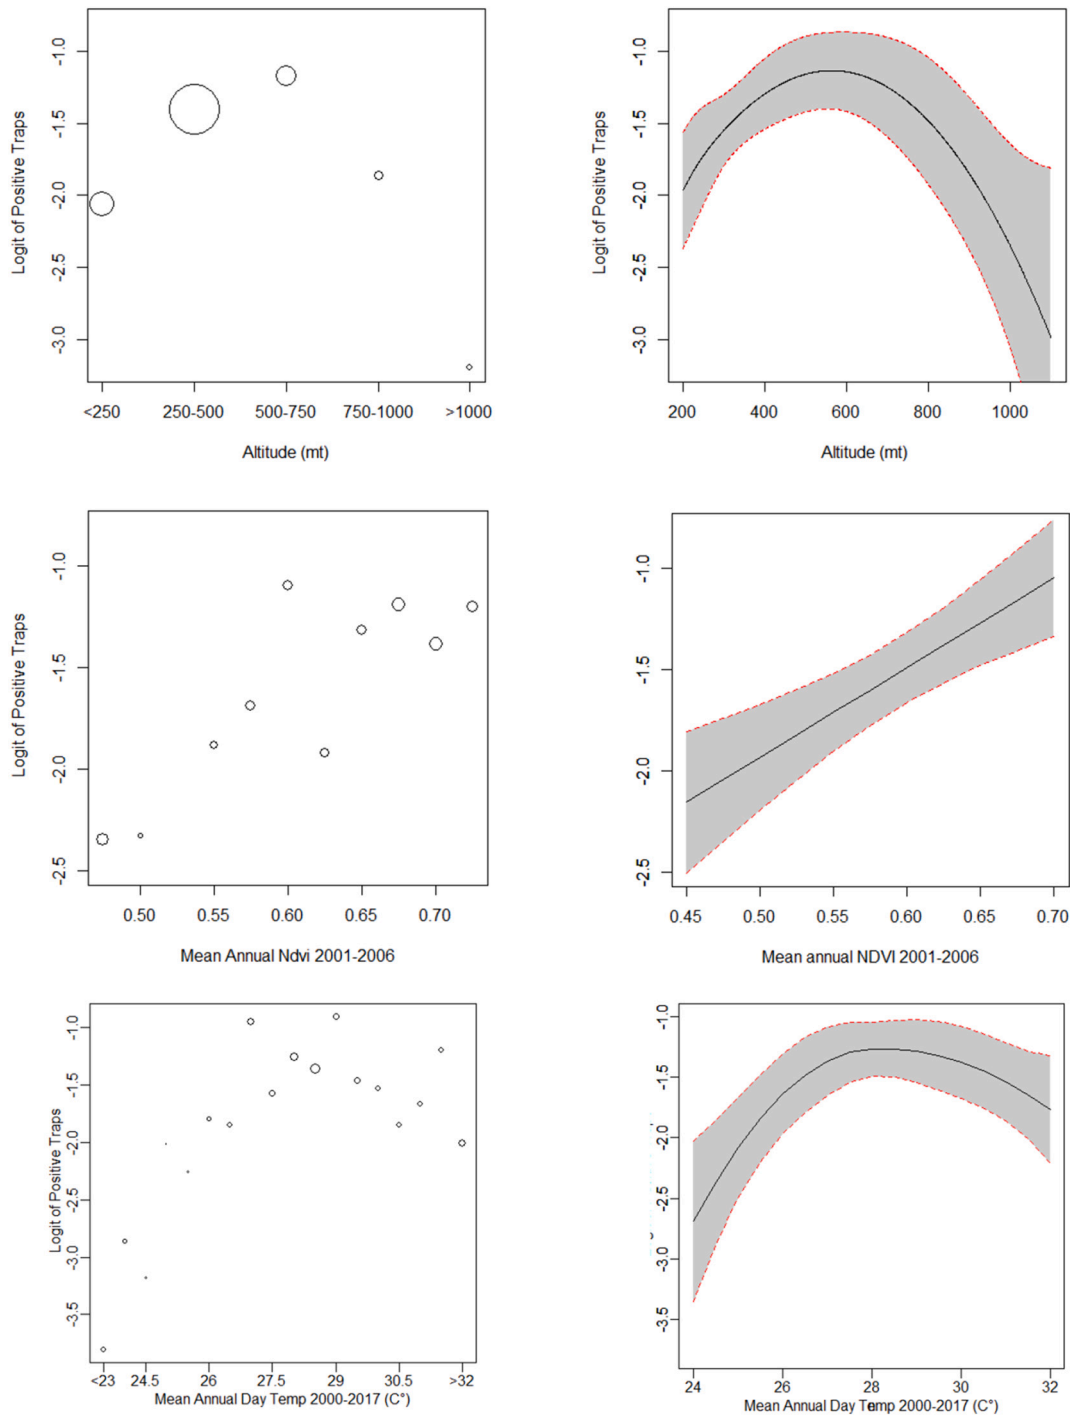 Logit of Positive Traps
-1.0
-1.5
-2.0
-2.5
-3.0
<250 250-500 500-750 750-1000 >1000
Altitude (mt)
Logit of Positive Traps
-1.0
-1.5
-2.0
-2.5
-3.0
200 400 600 800 1000
Altitude (mt)
Logit of Positive Traps
-1.0
-1.5
-2.0
-2.5
0.50 0.55 0.60 0.65 0.70
Mean Annual Ndvi 2001-2006
-1.0
-1.5
-2.0
-2.5
0.45 0.50 0.55 0.60 0.65 0.70
Mean annual NDVI 2001-2006
Logit of Positive Traps
-1.0
-1.5
-2.0
-2.5
-3.0
-3.5
<23 24.5 26 27.5 29 30.5 >32
Mean Annual Day Temp 2000-2017 (C°)
-1.0
-1.5
-2.0
-2.5
-3.0
-3.5
24 26 28 30 32
Mean Annual Day Temp 2000-2017 (C°)